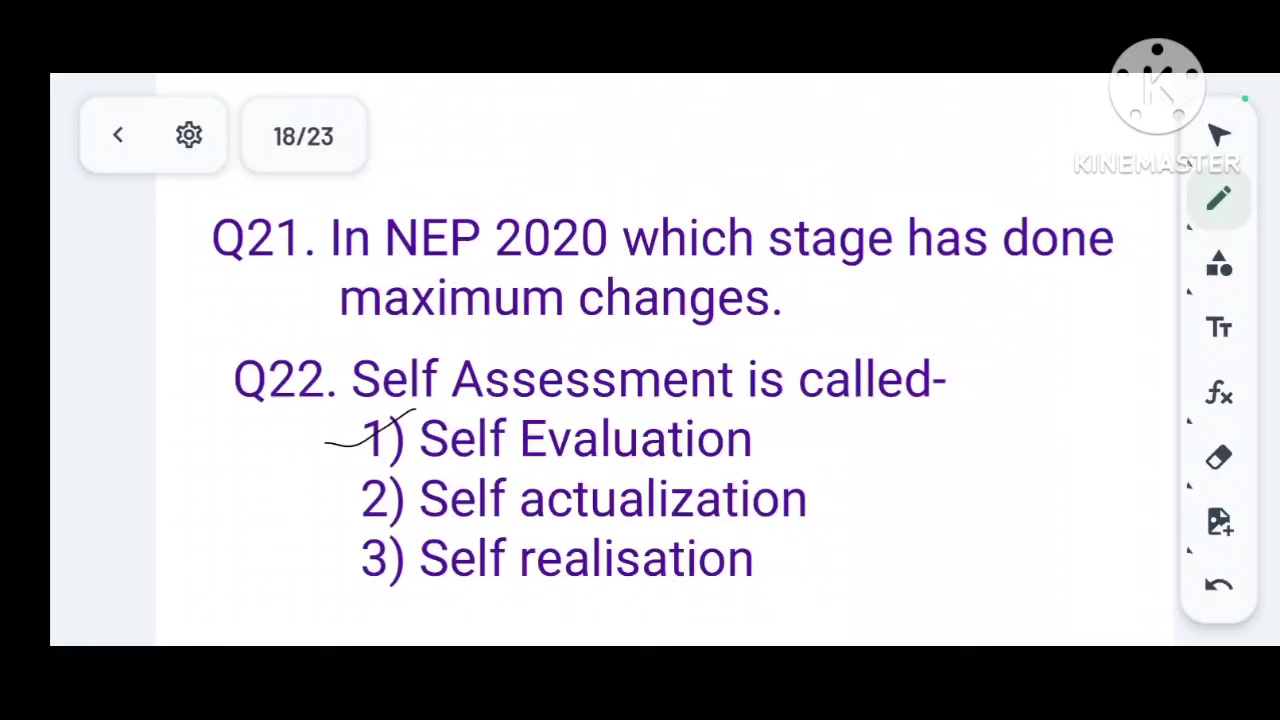 KINEMASTER
18/23
Q21. In NEP 2020 which stage has done
maximum changes.
Q22. Self Assessment is called-
1) Self Evaluation
2) Self actualization
3) Self realisation